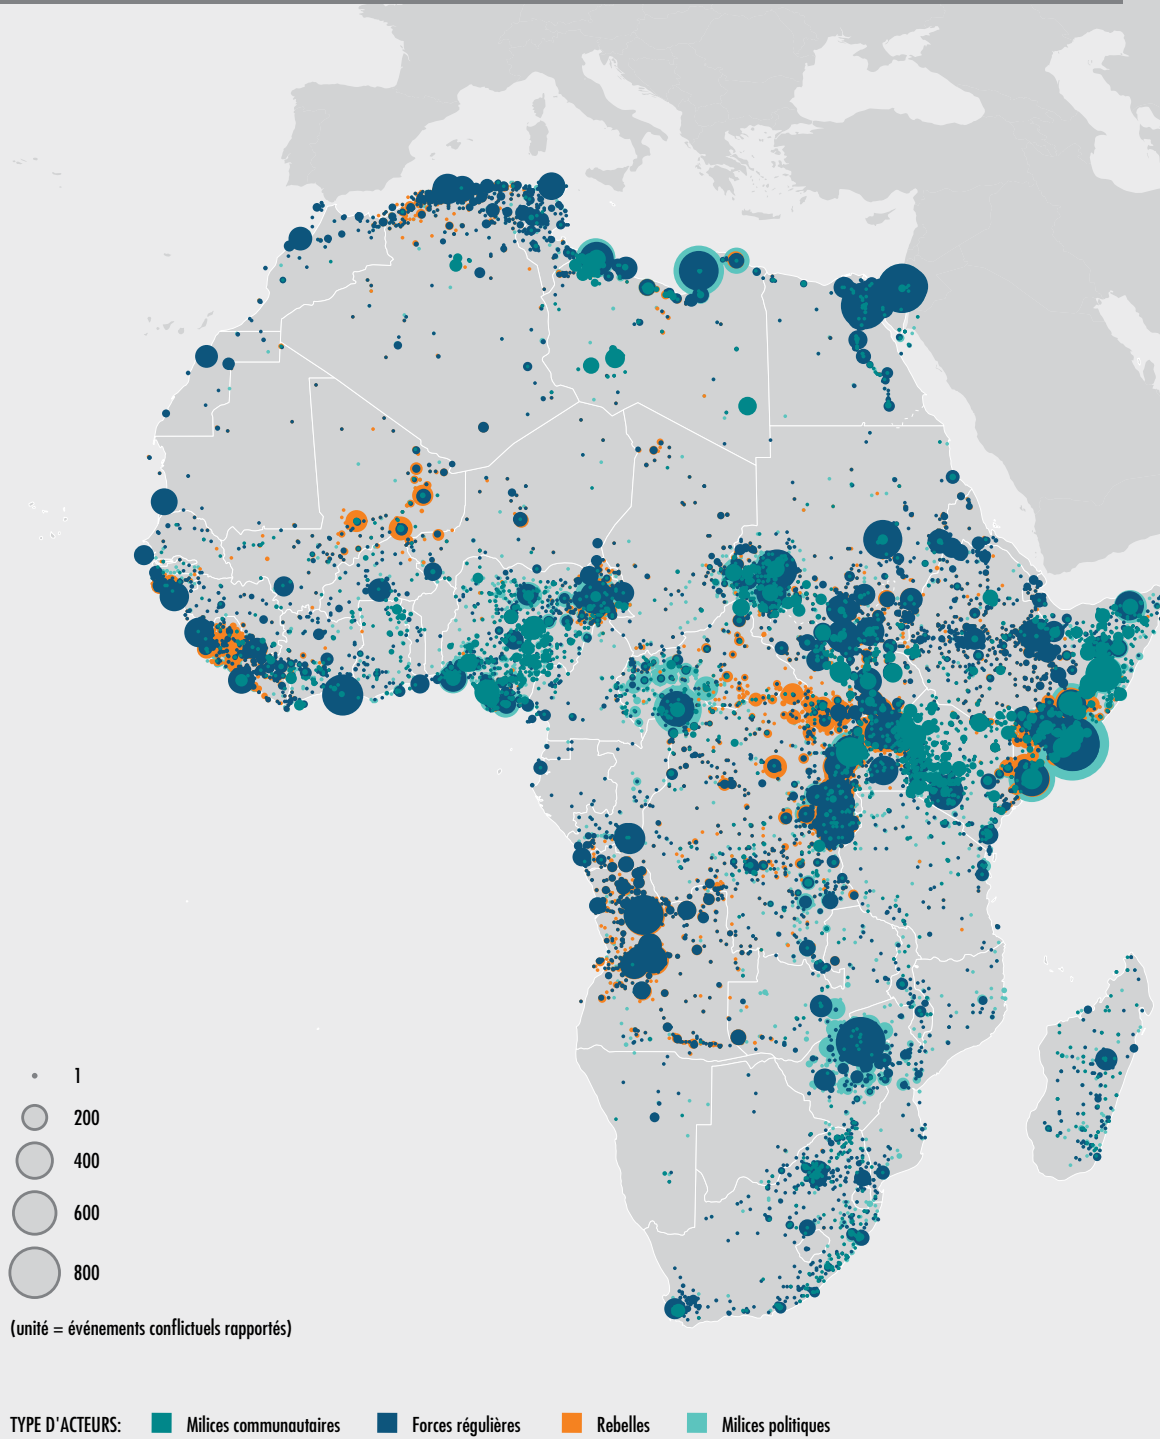 1
200
400
600
800
(unité = événements conflictuels rapportés)
TYPE D'ACTEURS: Milices communautaires Forces régulières Rebelles Milices politiques